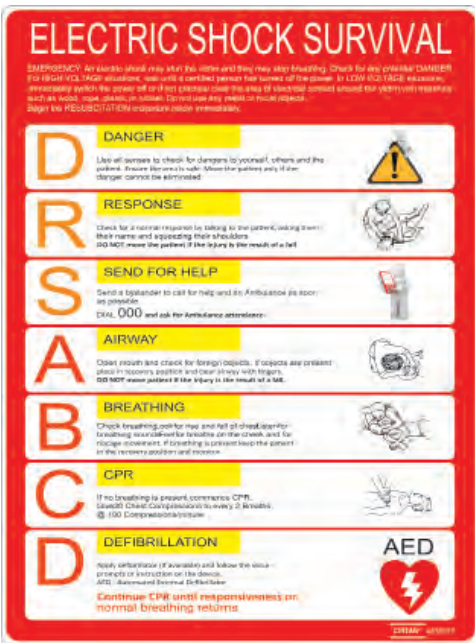 ELECTRIC SHOCK SURVIVAL
EMERGENCY: An electric shock may stun the victim and they may stop breathing. Check for any potential DANGER
For HIGH VOLTAGE situations, wait until a certified person has turned off the power. In LOW VOLTAGE situations,
immediately switch the power off or if not practical clear the area of electrical contact around the victim with materials
such as wood, rope, plastic or rubber. Do not use any metal or moist objects.
Begin the RESUSCITATION procedure below immediately.
D
DANGER
Use all senses to check for dangers to yourself, others and the
patient. Ensure the area is safe. Move the patient only if the
danger cannot be eliminated
R
RESPONSE
Check for a normal response by talking to the patient, asking them
their name and squeezing their shoulders
DO NOT move the patient if the injury is the result of a fall
S
SEND FOR HELP
Send a bystander to call for help and an Ambulance as soon
as possible
DIAL 000 and ask for Ambulance attendance
A
AIRWAY
Open mouth and check for foreign objects. If objects are present
place in recovery position and clear airway with fingers.
DO NOT move patient if the injury is the result of a fall.
B
BREATHING
Check breathing,Look for rise and fall of chest,listen for
breathing sounds,feel for breaths on the cheek and for
ribcage movement. If breathing is present keep the patient
in the recovery position and monitor.
C
CPR
If no breathing is present commence CPR.
Give30 Chest Compressions to every 2 Breaths
@ 100 Compressions/minute
D
DEFIBRILLATION
AED
Apply defibrillator (if available) and follow the voice
prompts or instruction on the device.
AED - Automated External Defibrillator
Continue CPR until responsiveness or
normal breathing returns